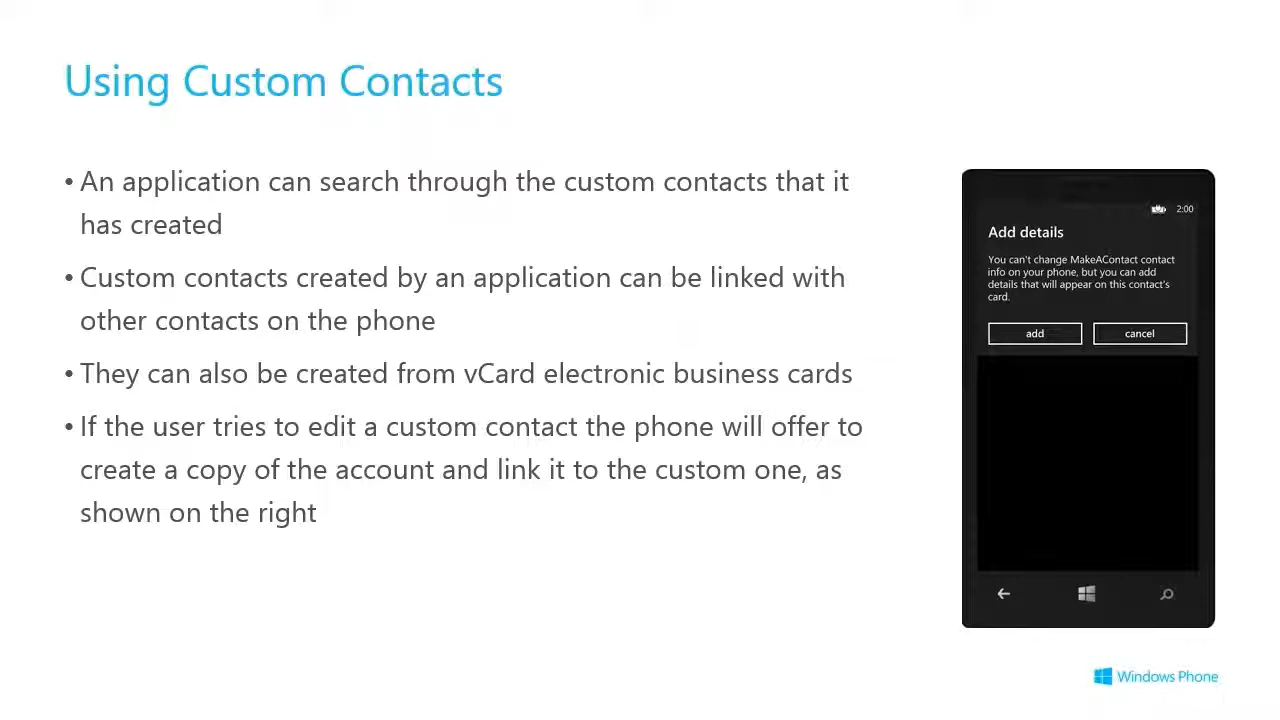 Using Custom Contacts
• An application can search through the custom contacts that it
has created
• Custom contacts created by an application can be linked with
other contacts on the phone
• They can also be created from vCard electronic business cards
• If the user tries to edit a custom contact the phone will offer to
create a copy of the account and link it to the custom one, as
shown on the right
2:00
Add details
You can't change MakeAContact contact
info on your phone, but you can add
details that will appear on this contact's
card.
add cancel
Windows Phone